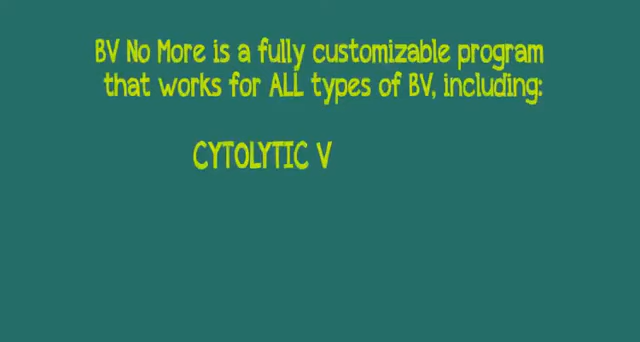 BV No More is a fully customizable program
that works for ALL types of BV, including:
CYTOLYTIC V